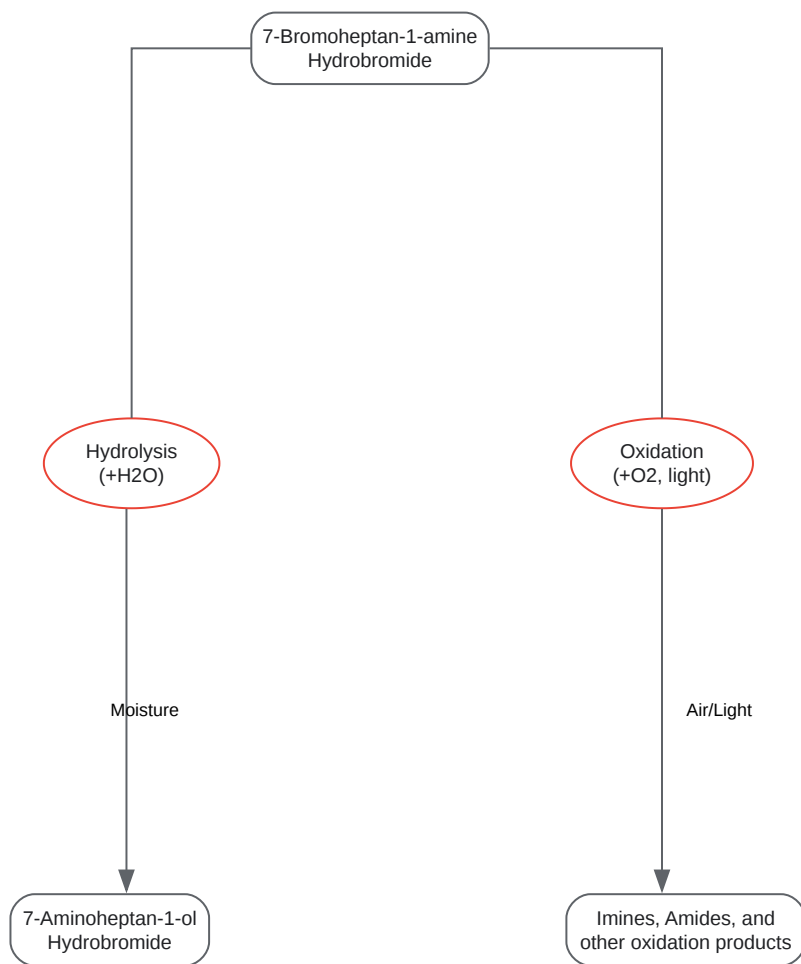 7-Bromoheptan-1-amine
Hydrobromide
Hydrolysis
(+H2O)
Oxidation
(+O2, light)
Moisture
Air/Light
7-Aminoheptan-1-ol
Hydrobromide
Imines, Amides, and
other oxidation products